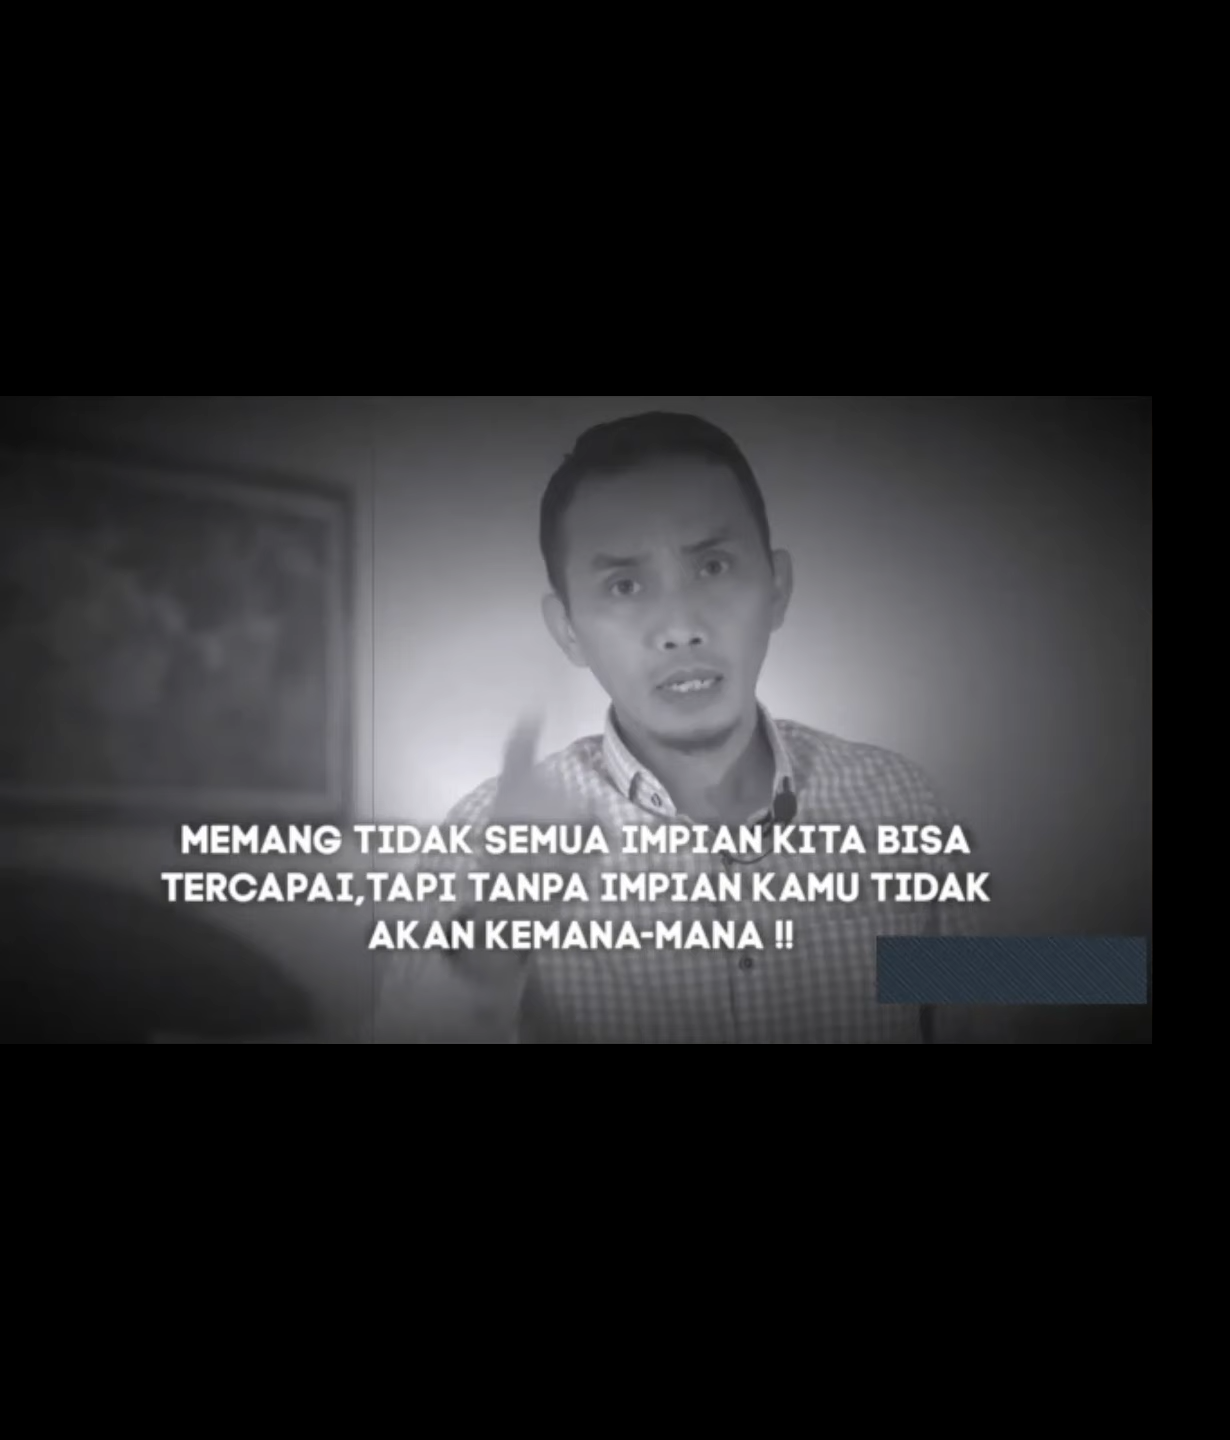 MEMANG TIDAK SEMUA IMPIAN KITA BISA
TERCAPAI,TAPI TANPA IMPIAN KAMU TIDAK
AKAN KEMANA-MANA !!